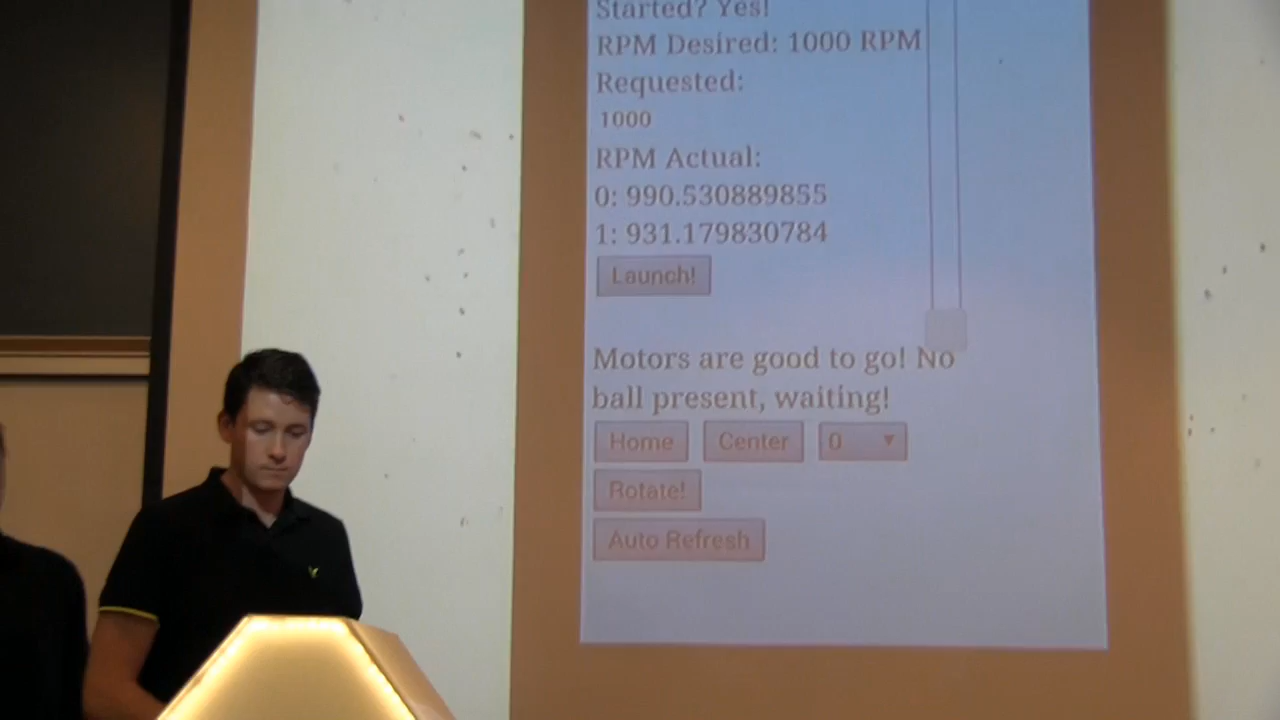 Started? Yes!
RPM Desired: 1000 RPM
Requested:
1000
RPM Actual:
0: 990.530889855
1: 931.179830784
Launch!
Motors are good to go! No
ball present, waiting!
Home Center 0
Rotate!
Auto Refresh